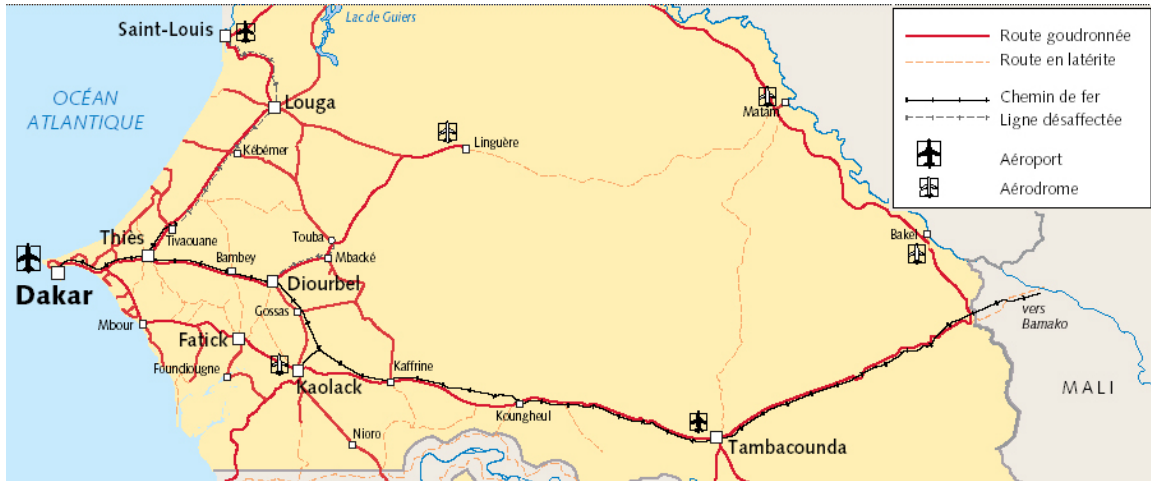 Saint-Louis
Lac de Guiers
Route goudronnée
Route en latérite
Chemin de fer
Ligne désaffectée
Aéroport
Aérodrome
OCÉAN
ATLANTIQUE
Louga
Matam
Linguère
Kébémer
Tivaouane
Thiès
Touba
Mbacké
Bakel
Bambey
Dakar
Diourbel
Gossas
Mbour
Fatick
vers
Bamako
Foundiougne
Kaolack
Kaffrine
MALI
Koungheul
Nioro
Tambacounda